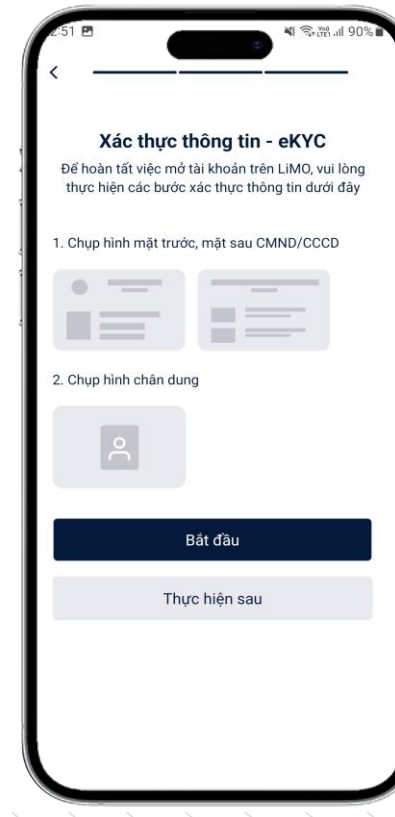 2:51 90%
Xác thực thông tin - eKYC
Để hoàn tất việc mở tài khoản trên LiMO, vui lòng
thực hiện các bước xác thực thông tin dưới đây
1. Chụp hình mặt trước, mặt sau CMND/CCCD
2. Chụp hình chân dung
Bắt đầu
Thực hiện sau